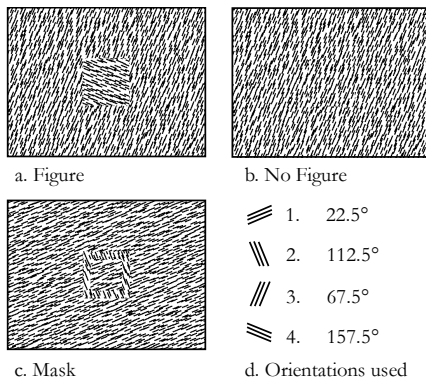 a. Figure
b. No Figure
1. 22.5°
2. 112.5°
3. 67.5°
4. 157.5°
c. Mask
d. Orientations used